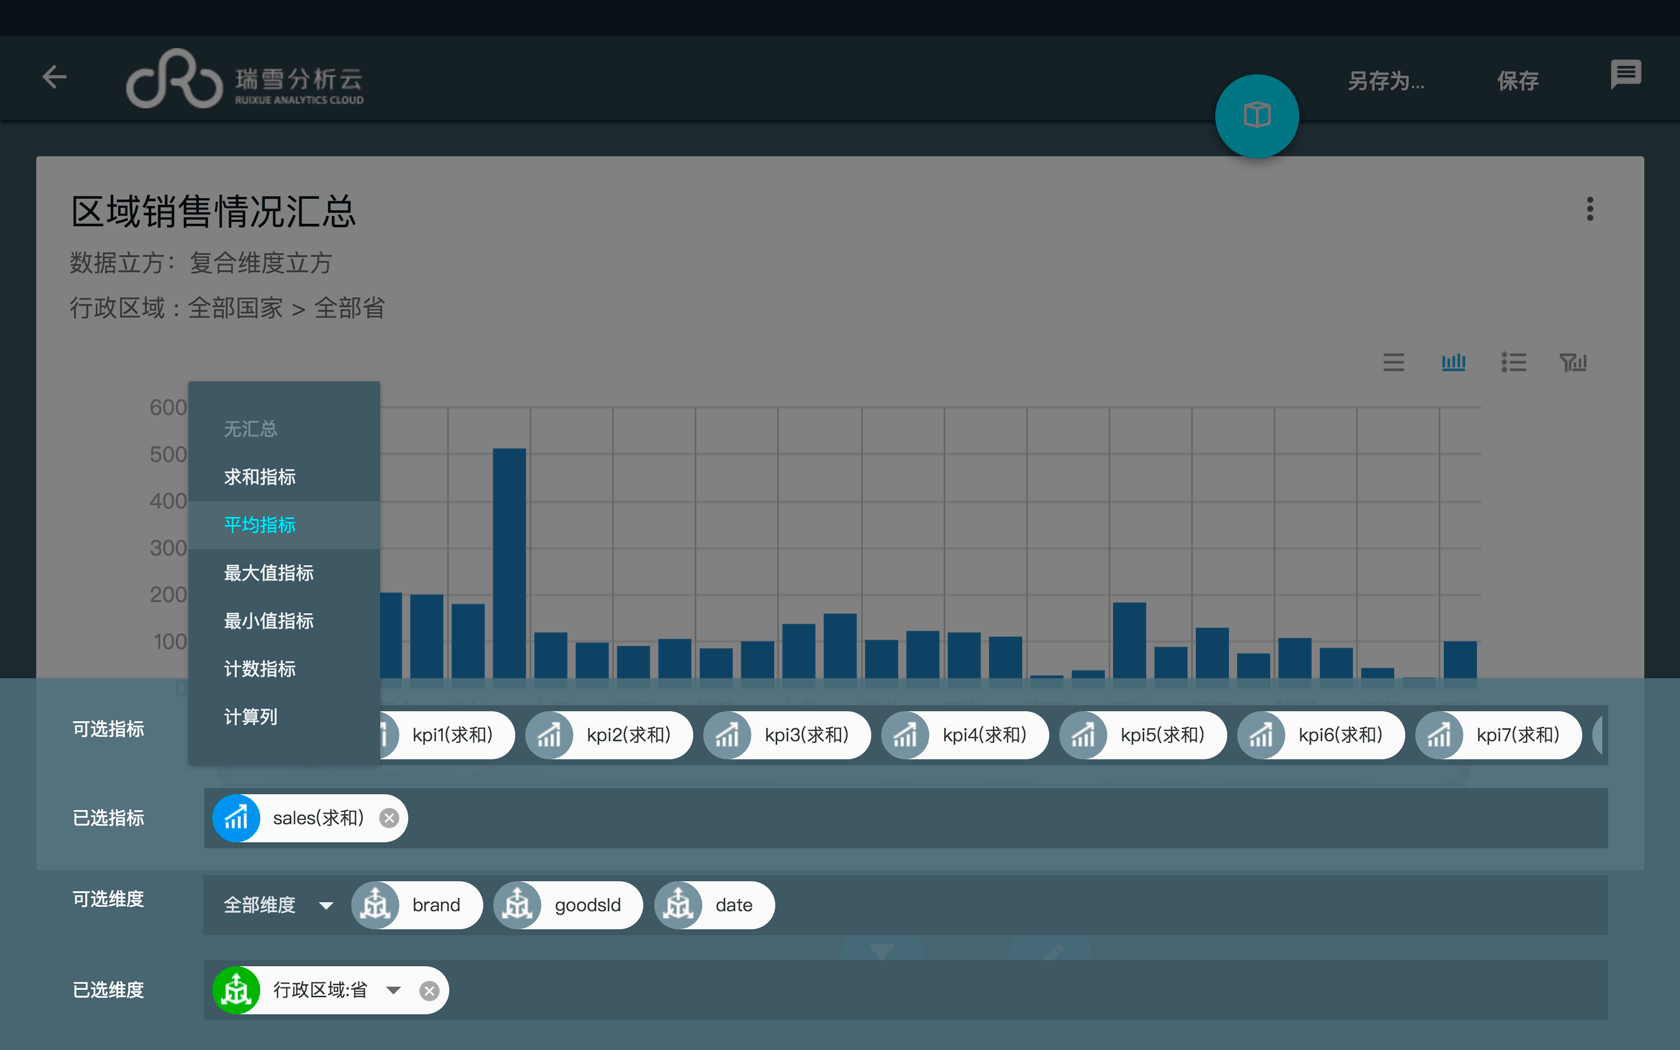 瑞雪分析云
RUIXUE ANALYTICS CLOUD
另存为...
保存
区域销售情况汇总
数据立方：复合维度立方
行政区域 : 全部国家 > 全部省
600
500
400
300
200
100
0
无汇总
求和指标
平均指标
最大值指标
最小值指标
计数指标
计算列
可选指标
kpi1(求和)
kpi2(求和)
kpi3(求和)
kpi4(求和)
kpi5(求和)
kpi6(求和)
kpi7(求和)
已选指标
sales(求和)
可选维度
全部维度
brand
goodsId
date
已选维度
行政区域:省